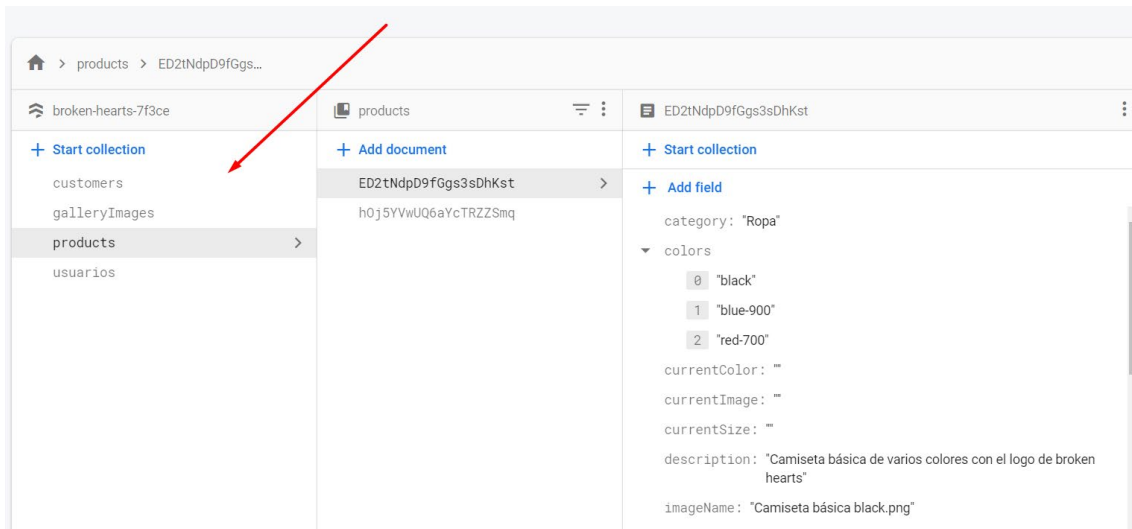 products
ED2tNdpD9fGgs...
broken-hearts-7f3ce
products
ED2tNdpD9fGgs3sDhKst
Start collection
Add document
Start collection
customers
galleryImages
products
usuarios
ED2tNdpD9fGgs3sDhKst
hOj5YVwUQ6aYcTRZZSmq
Add field
category: "Ropa"
colors
0 "black"
1 "blue-900"
2 "red-700"
currentColor: ""
currentImage: ""
currentSize: ""
description: "Camiseta básica de varios colores con el logo de broken
hearts"
imageName: "Camiseta básica black.png"